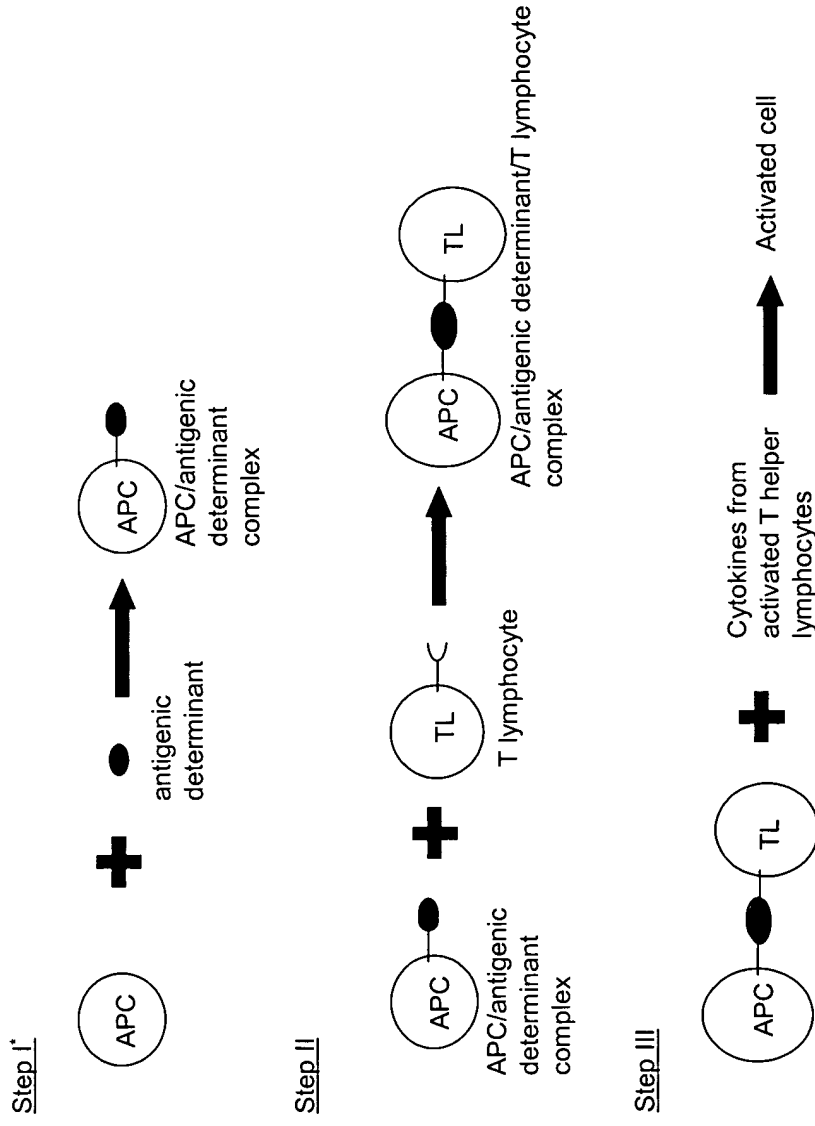 Step I*
APC
antigenic
determinant
APC
APC/antigenic
determinant
complex
Step II
APC
APC/antigenic
determinant
complex
TL
T lymphocyte
APC
TL
APC/antigenic determinant/T lymphocyte
complex
Step III
APC
TL
Cytokines from
activated T helper
lymphocytes
Activated cell